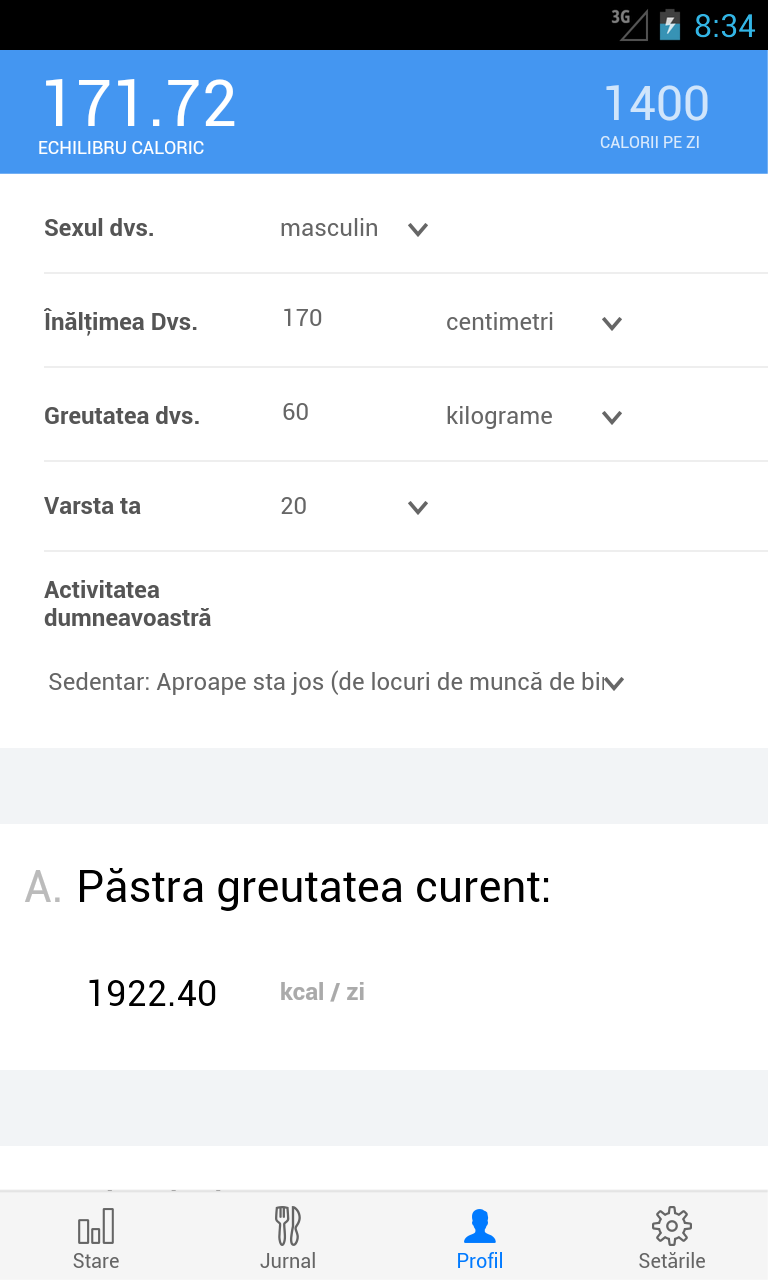 3G 8:34
171.72 1400
ECHILIBRU CALORIC CALORII PE ZI
Sexul dvs. masculin
Înălțimea Dvs. 170 centimetri
Greutatea dvs. 60 kilograme
Varsta ta 20
Activitatea
dumneavoastră
Sedentar: Aproape sta jos (de locuri de muncă de
A. Păstra greutatea curent:
1922.40 kcal / zi
Stare Jurnal Profil Setările